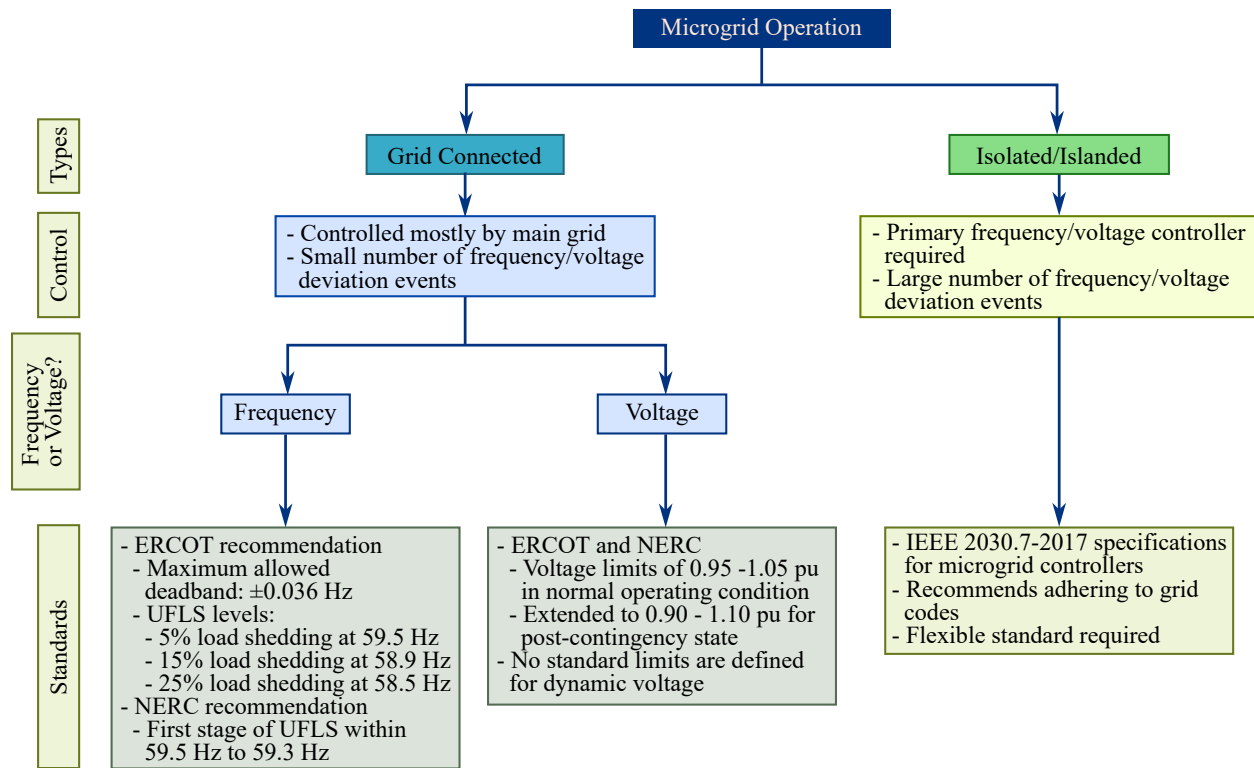 Microgrid Operation
Types
Grid Connected
Isolated/Islanded
Control
- Controlled mostly by main grid
- Small number of frequency/voltage
deviation events
- Primary frequency/voltage controller
required
- Large number of frequency/voltage
deviation events
Frequency
or Voltage?
Frequency
Voltage
Standards
- ERCOT recommendation
- Maximum allowed
deadband: ±0.036 Hz
- UFLS levels:
- 5% load shedding at 59.5 Hz
- 15% load shedding at 58.9 Hz
- 25% load shedding at 58.5 Hz
- NERC recommendation
- First stage of UFLS within
59.5 Hz to 59.3 Hz
- ERCOT and NERC
- Voltage limits of 0.95 -1.05 pu
in normal operating condition
- Extended to 0.90 - 1.10 pu for
post-contingency state
- No standard limits are defined
for dynamic voltage
- IEEE 2030.7-2017 specifications
for microgrid controllers
- Recommends adhering to grid
codes
- Flexible standard required